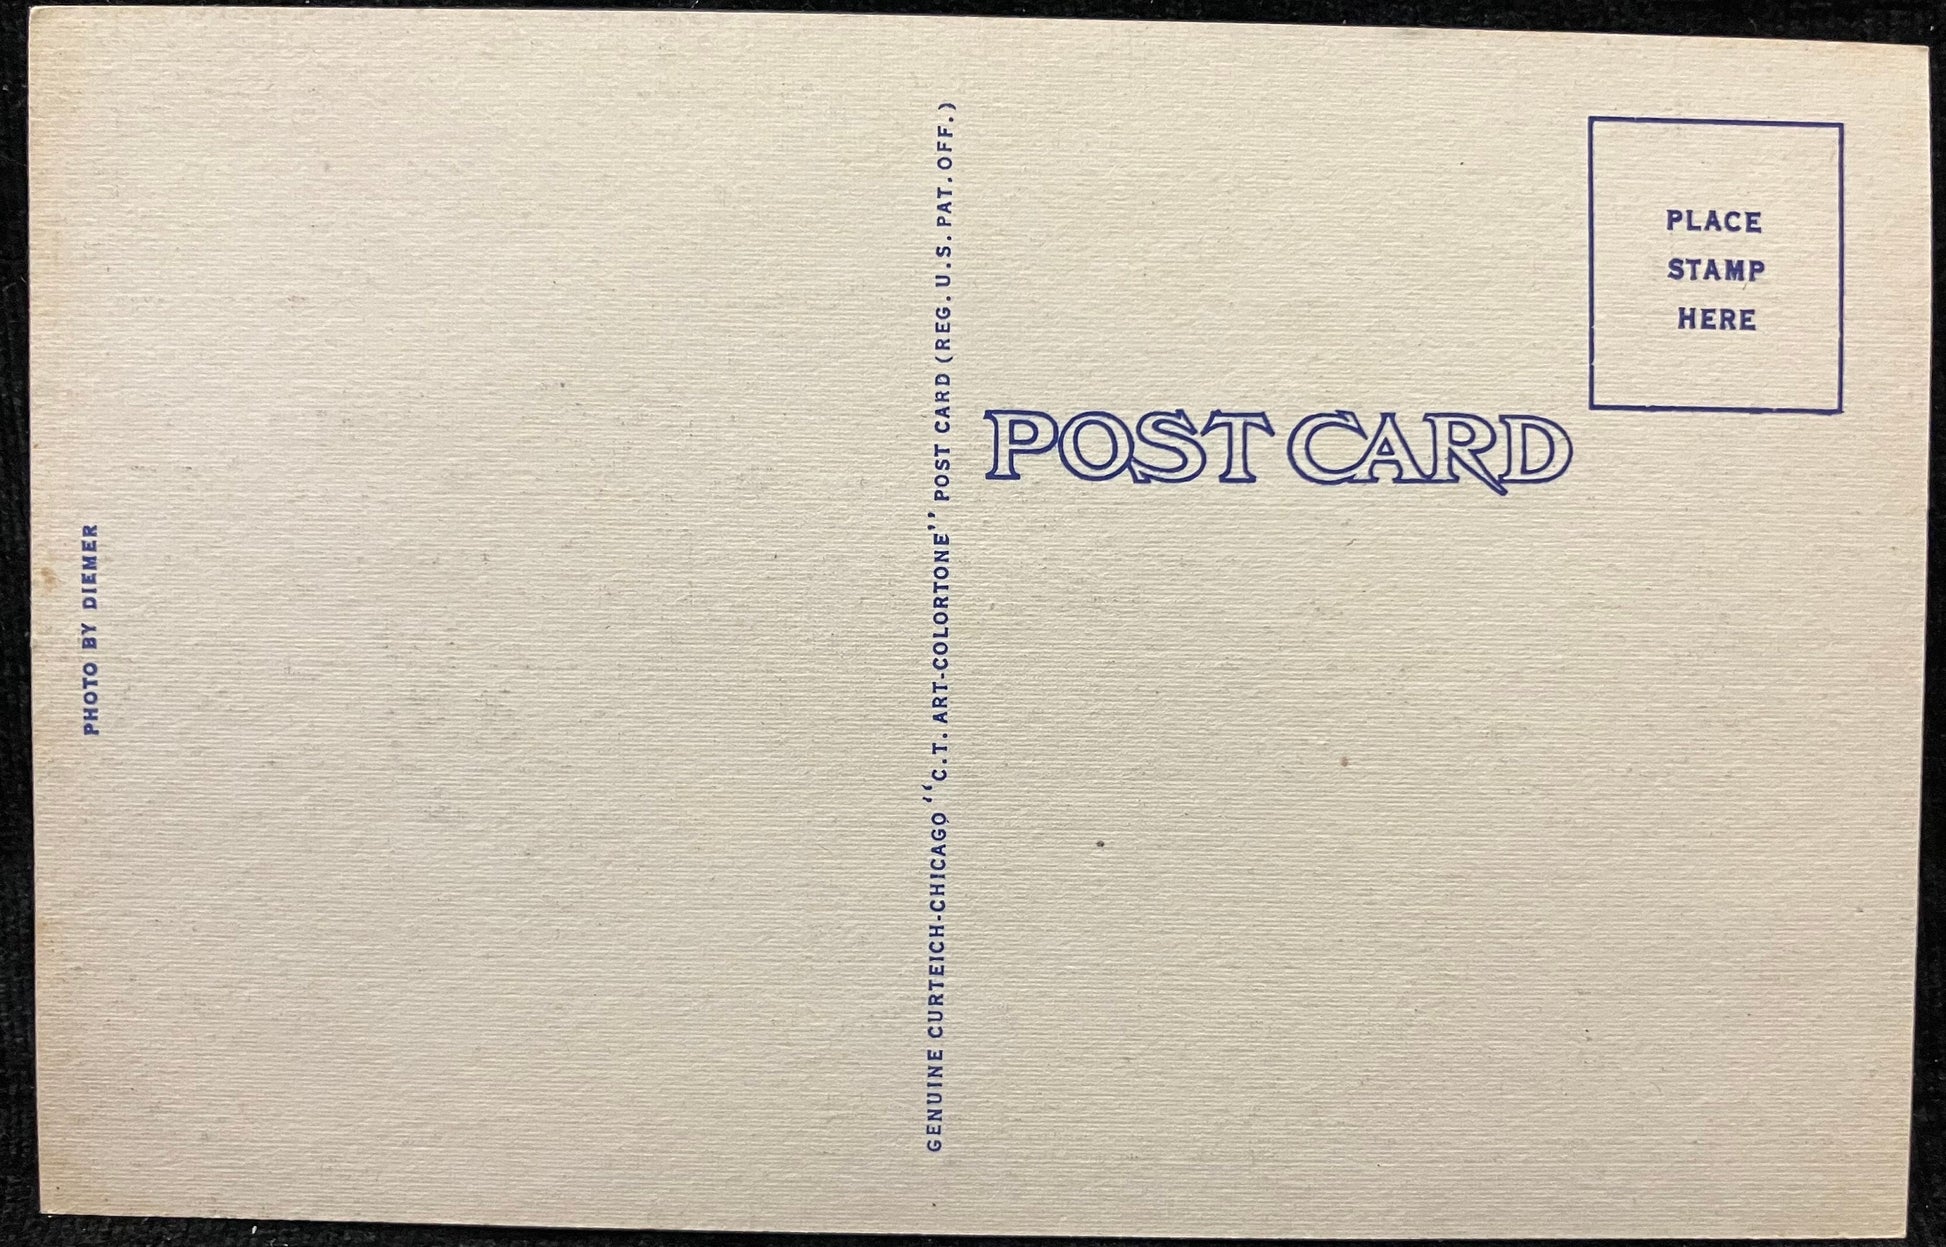 PHOTO BY DIEMER
GENUINE CURTEICH-CHICAGO "C.T. ART-COLORTONE" POST CARD (REG. U.S. PAT. OFF.)
POST CARD
PLACE
STAMP
HERE